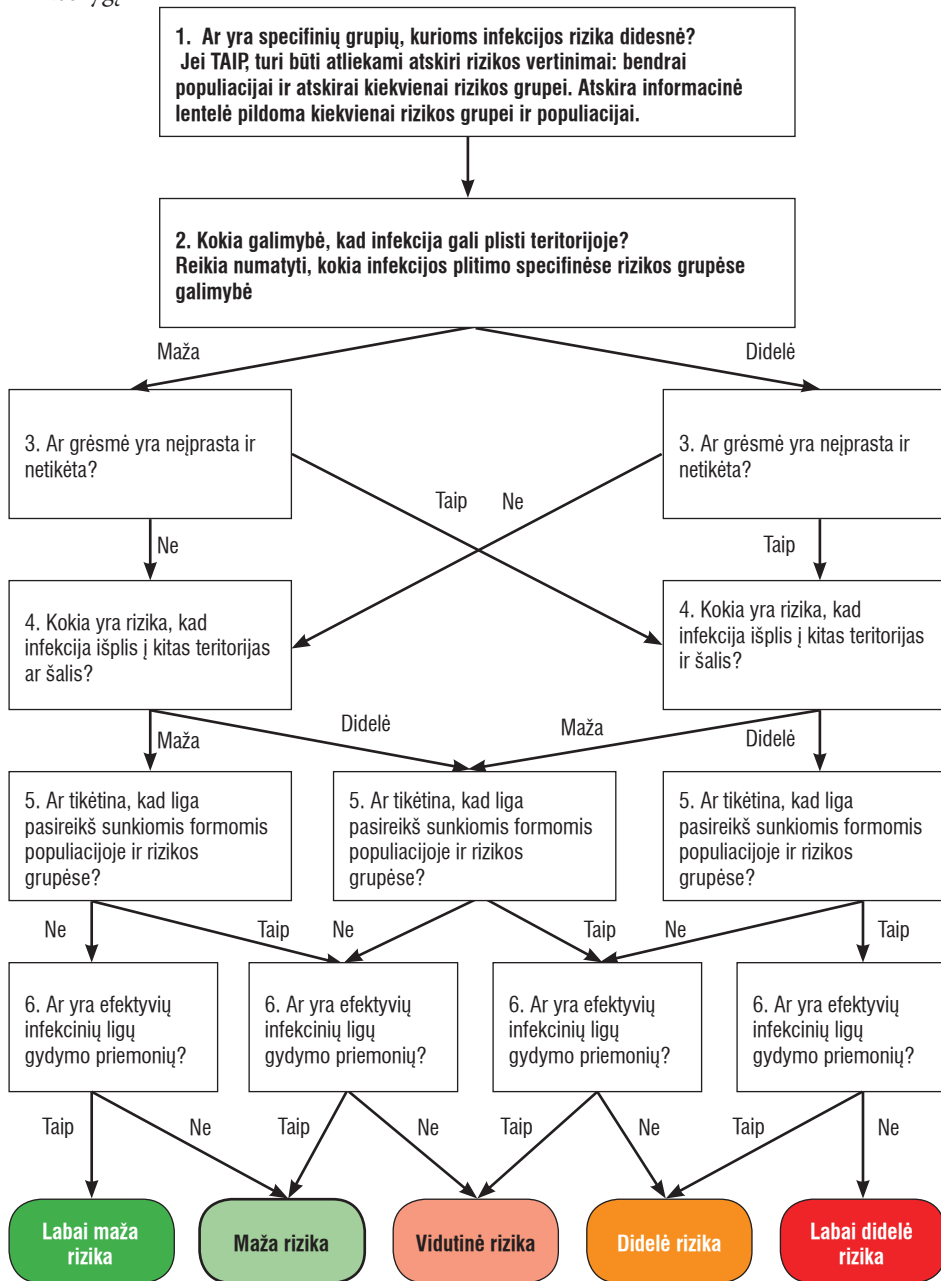 1. Ar yra specifinių grupių, kurioms infekcijos rizika didesnė?
Jei TAIP, turi būti atliekami atskiri rizikos vertinimai: bendrai
populiacijai ir atskirai kiekvienai rizikos grupei. Atskira informacinė
lentelė pildoma kiekvienai rizikos grupei ir populiacijai.
2. Kokia galimybė, kad infekcija gali plisti teritorijoje?
Reikia numatyti, kokia infekcijos plitimo specifinėse rizikos grupėse
galimybė
Maža
Didelė
3. Ar grėsmė yra neįprasta ir
netikėta?
3. Ar grėsmė yra neįprasta ir
netikėta?
Taip
Ne
Ne
Taip
4. Kokia yra rizika, kad
infekcija išplis į kitas teritorijas
ar šalis?
4. Kokia yra rizika, kad
infekcija išplis į kitas teritorijas
ir šalis?
Maža
Didelė
Maža
Didelė
5. Ar tikėtina, kad liga
pasireikš sunkiomis formomis
populiacijoje ir rizikos
grupėse?
5. Ar tikėtina, kad liga
pasireikš sunkiomis formomis
populiacijoje ir rizikos
grupėse?
5. Ar tikėtina, kad liga
pasireikš sunkiomis formomis
populiacijoje ir rizikos
grupėse?
Ne
Taip
Ne
Taip
Ne
Taip
6. Ar yra efektyvių
infekcinių ligų
gydymo priemonių?
6. Ar yra efektyvių
infekcinių ligų
gydymo priemonių?
6. Ar yra efektyvių
infekcinių ligų
gydymo priemonių?
6. Ar yra efektyvių
infekcinių ligų
gydymo priemonių?
Taip
Ne
Taip
Ne
Taip
Ne
Taip
Ne
Labai maža
rizika
Maža rizika
Vidutinė rizika
Didelė rizika
Labai didelė
rizika